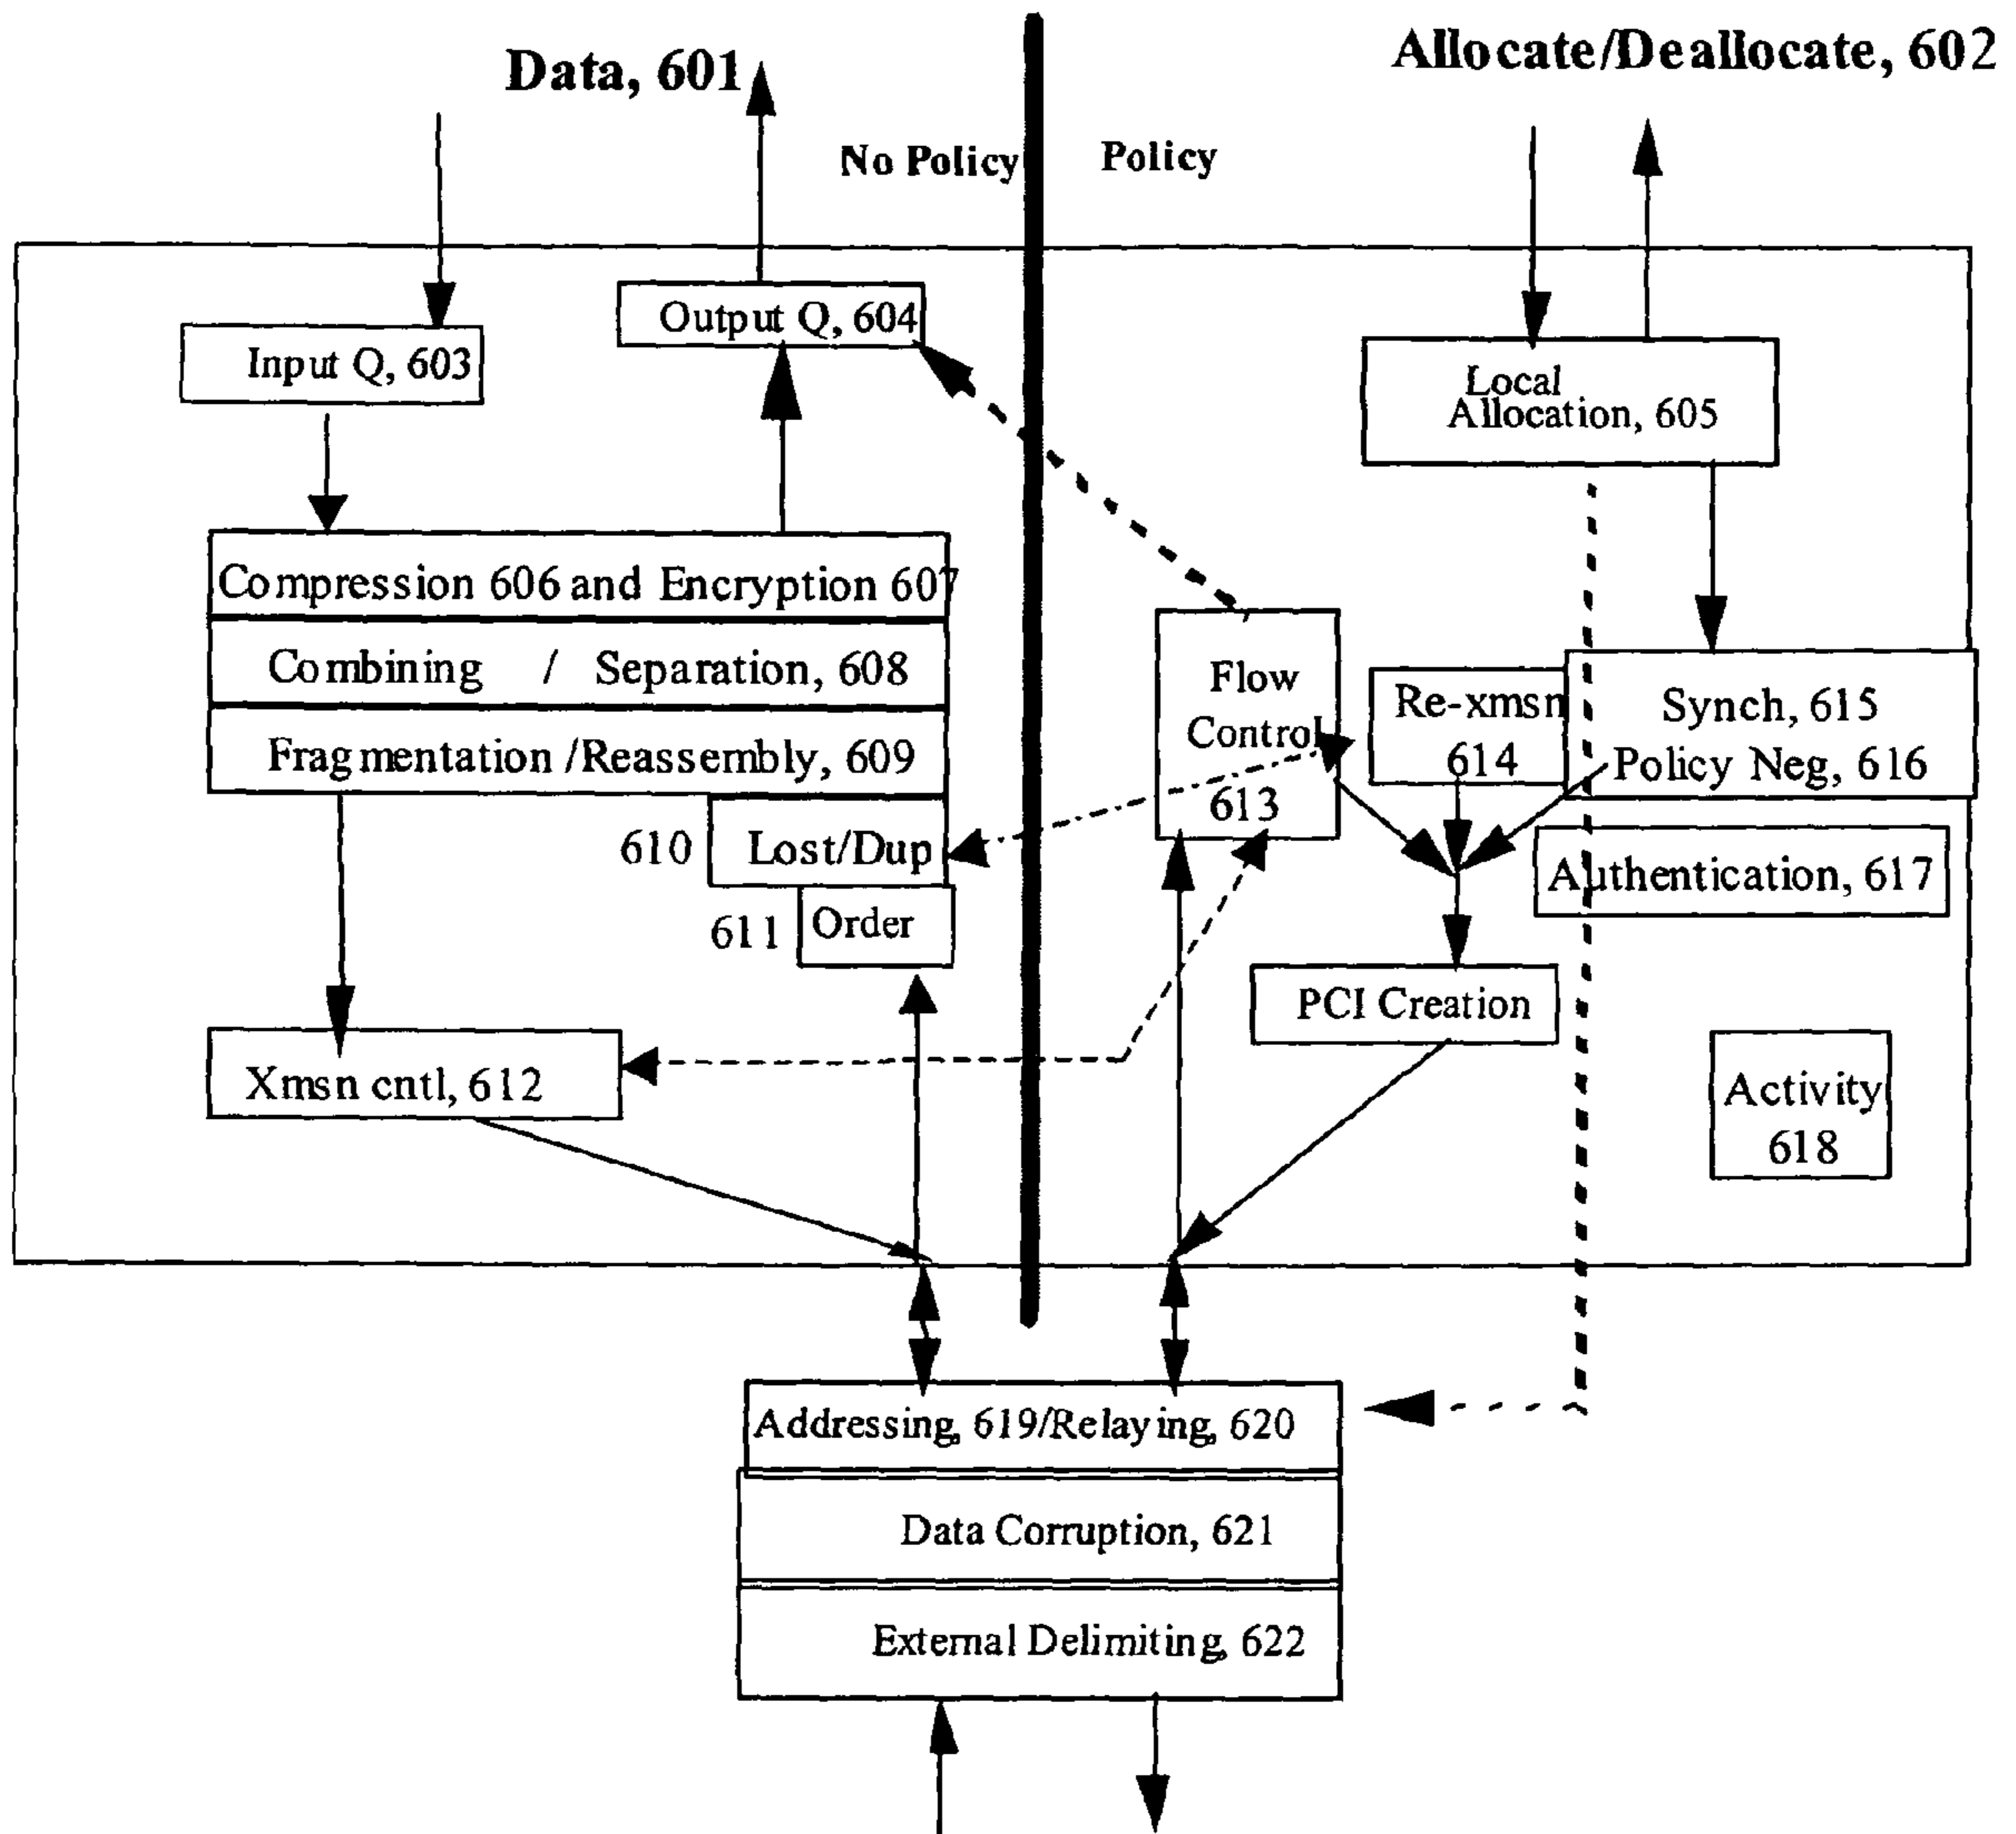 Data, 601
Allocate/Deallocate, 602
No Policy
Policy
Output Q, 604
Input Q, 603
Local
Allocation, 605
Compression 606 and Encryption 607
Combining / Separation, 608
Fragmentation /Reassembly, 609
610
Lost/Dup
611
Order
Xmsn cntl, 612
Flow
Control
613
Re-xmsn
614
Synch, 615
Policy Neg, 616
Authentication, 617
PCI Creation
Activity
618
Addressing, 619/Relaying, 620
Data Corruption, 621
External Delimiting, 622